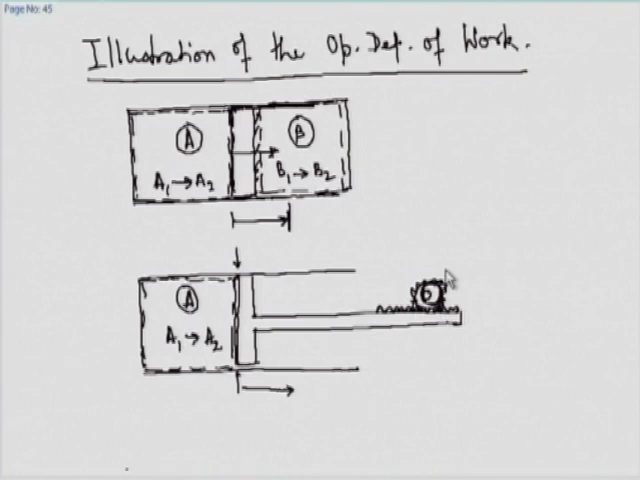 Page No: 45
Illustration of the Op. Def. of Work.
A
B
A1 → A2
B1 → B2
A
A1 → A2